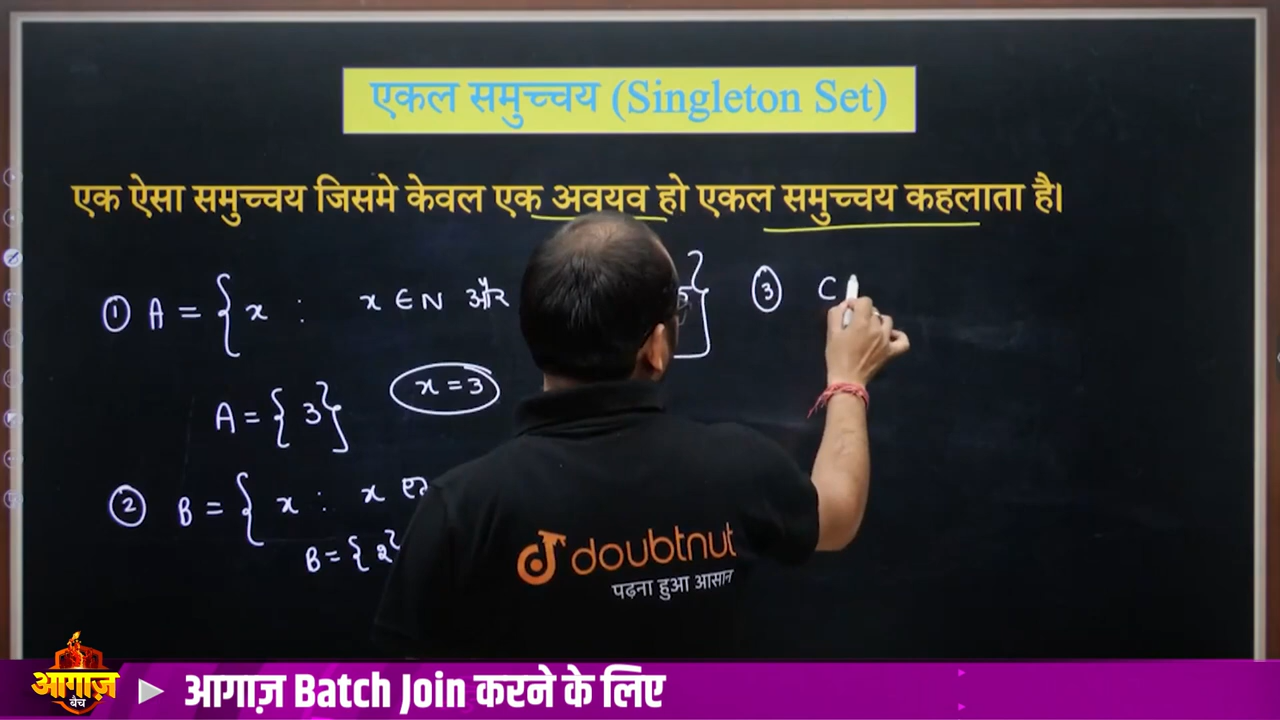 एकल समुच्चय (Singleton Set)
एक ऐसा समुच्चय जिसमे केवल एक अवयव हो एकल समुच्चय कहलाता है।
① A = { x : x ∈ N और }
x = 3
A = { 3 }
② B = { x : x
B = { 2 }
③ C
doubtnut
पढ़ना हुआ आसान
आगाज़
बैच
आगाज़ Batch Join करने के लिए